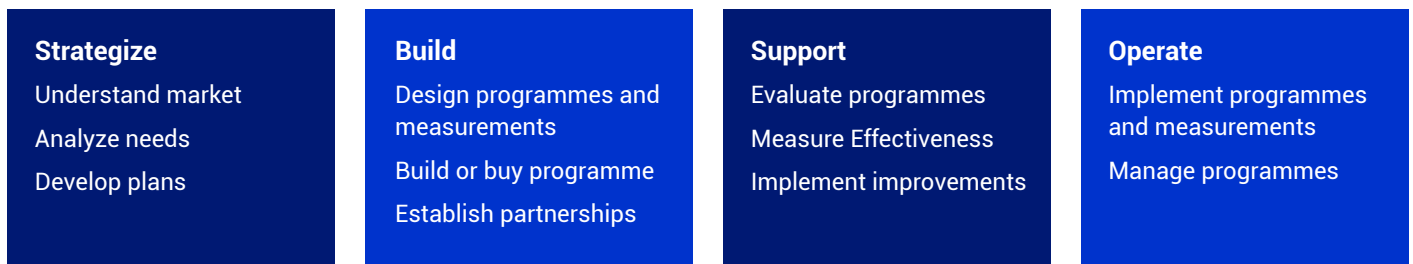 Strategize
Understand market
Analyze needs
Develop plans
Build
Design programmes and
measurements
Build or buy programme
Establish partnerships
Support
Evaluate programmes
Measure Effectiveness
Implement improvements
Operate
Implement programmes
and measurements
Manage programmes